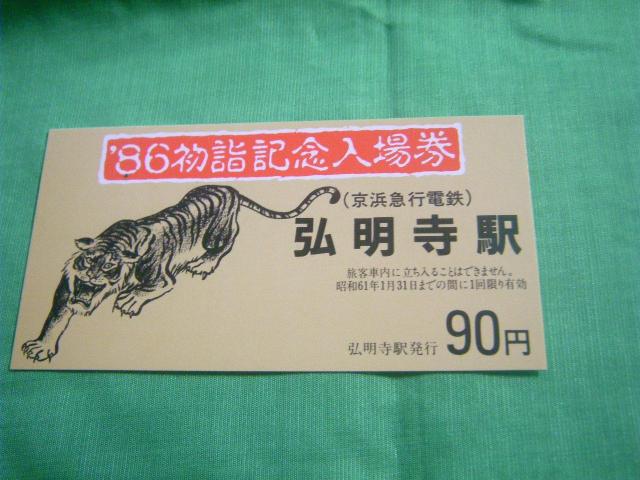 '86初詣記念入場券
(京浜急行電鉄)
弘明寺駅
旅客車内に立ち入ることはできません。
昭和61年1月31日までの間に1回限り有効
弘明寺駅発行 90円